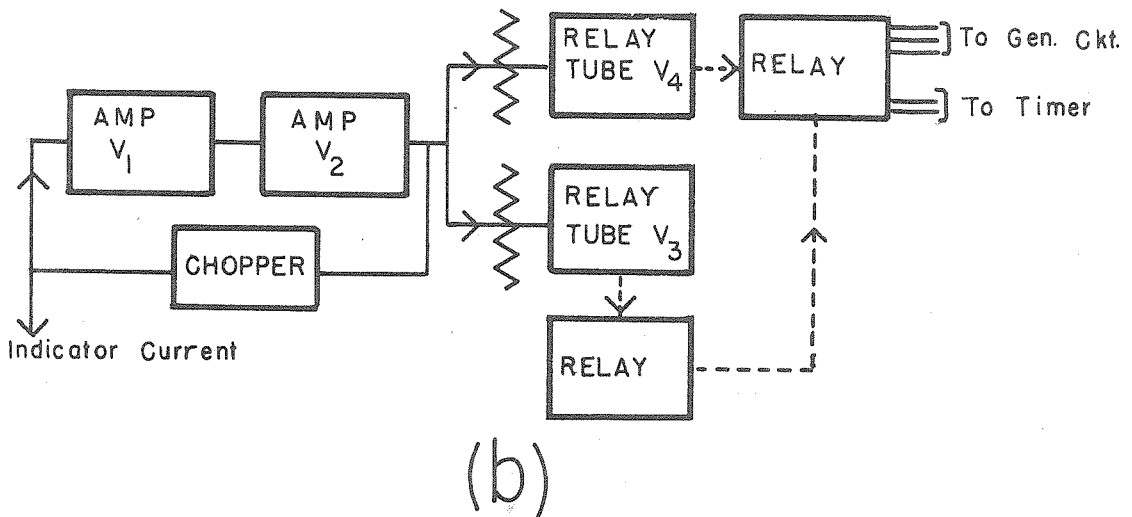 AMP
V1
AMP
V2
CHOPPER
Indicator Current
RELAY
TUBE V4
RELAY
TUBE V3
RELAY
RELAY
To Gen. Ckt.
To Timer
(b)